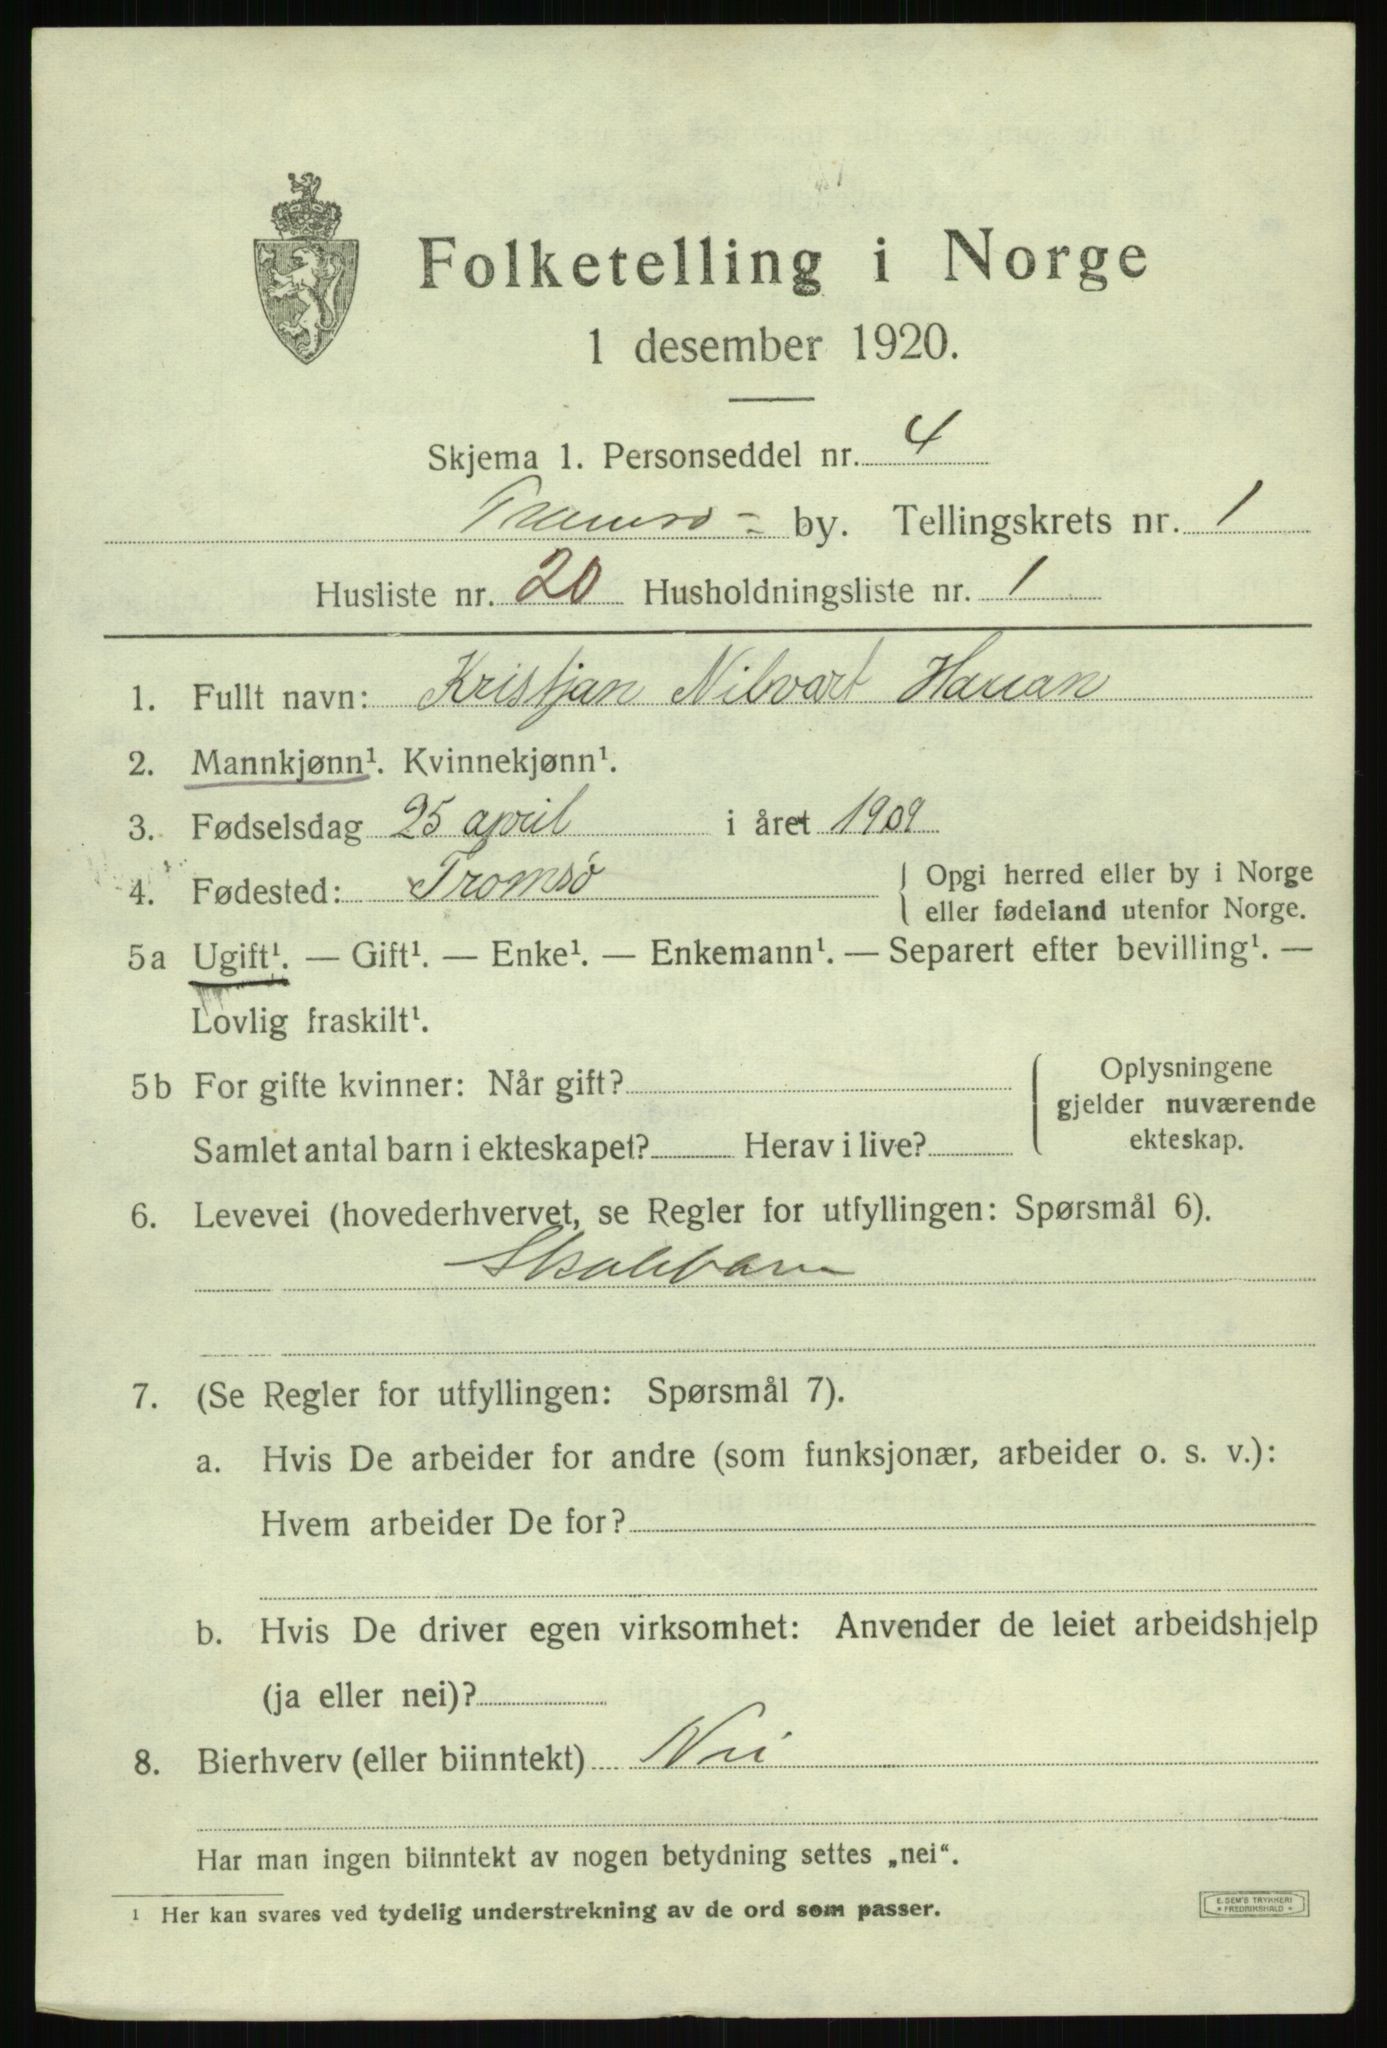 Folketelling i Norge
1 desember 1920.
Skjema 1. Personseddel nr. 4
Tromsø by. Tellingskrets nr. 1
Husliste nr. 20 Husholdningsliste nr. 1
1. Fullt navn: Kristjan Nilvart Hauan
2. Mannkjønn¹. Kvinnekjønn¹.
3. Fødselsdag 25 april i året 1909
4. Fødested: Tromsø { Opgi herred eller by i Norge
eller fødeland utenfor Norge.
5a Ugift¹. — Gift¹. — Enke¹. — Enkemann¹. — Separert efter bevilling¹. —
Lovlig fraskilt¹.
5b For gifte kvinner: Når gift?
Samlet antal barn i ekteskapet? Herav i live?
{ Oplysningene
gjelder nuværende
ekteskap.
6. Levevei (hovederhvervet, se Regler for utfyllingen: Spørsmål 6).
Skolebarn
7. (Se Regler for utfyllingen: Spørsmål 7).
a. Hvis De arbeider for andre (som funksjonær, arbeider o. s. v.):
Hvem arbeider De for?
b. Hvis De driver egen virksomhet: Anvender de leiet arbeidshjelp
(ja eller nei)?
8. Bierhverv (eller biinntekt) Nei
Har man ingen biinntekt av nogen betydning settes „nei“.
¹ Her kan svares ved tydelig understrekning av de ord som passer.
E. SEM'S TRYKKERI
* FREDRIKSHALD *